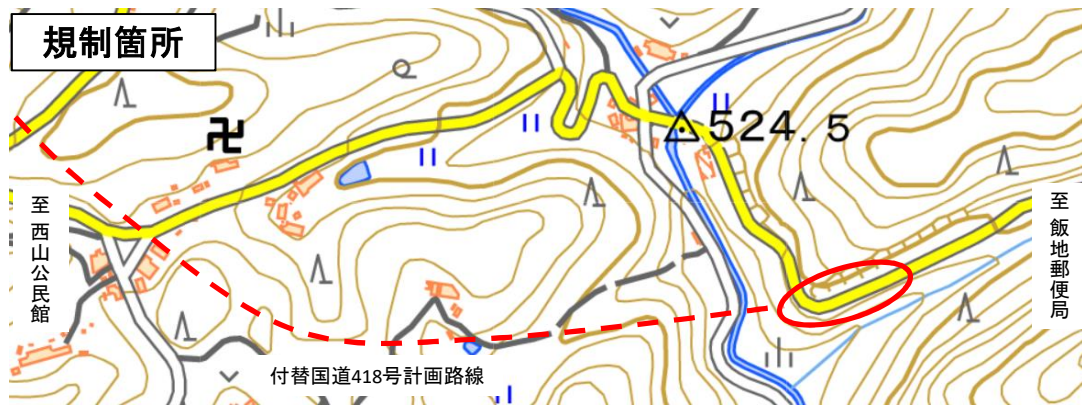 規制箇所
524.5
至 西山公民館
至 飯地郵便局
付替国道418号計画路線